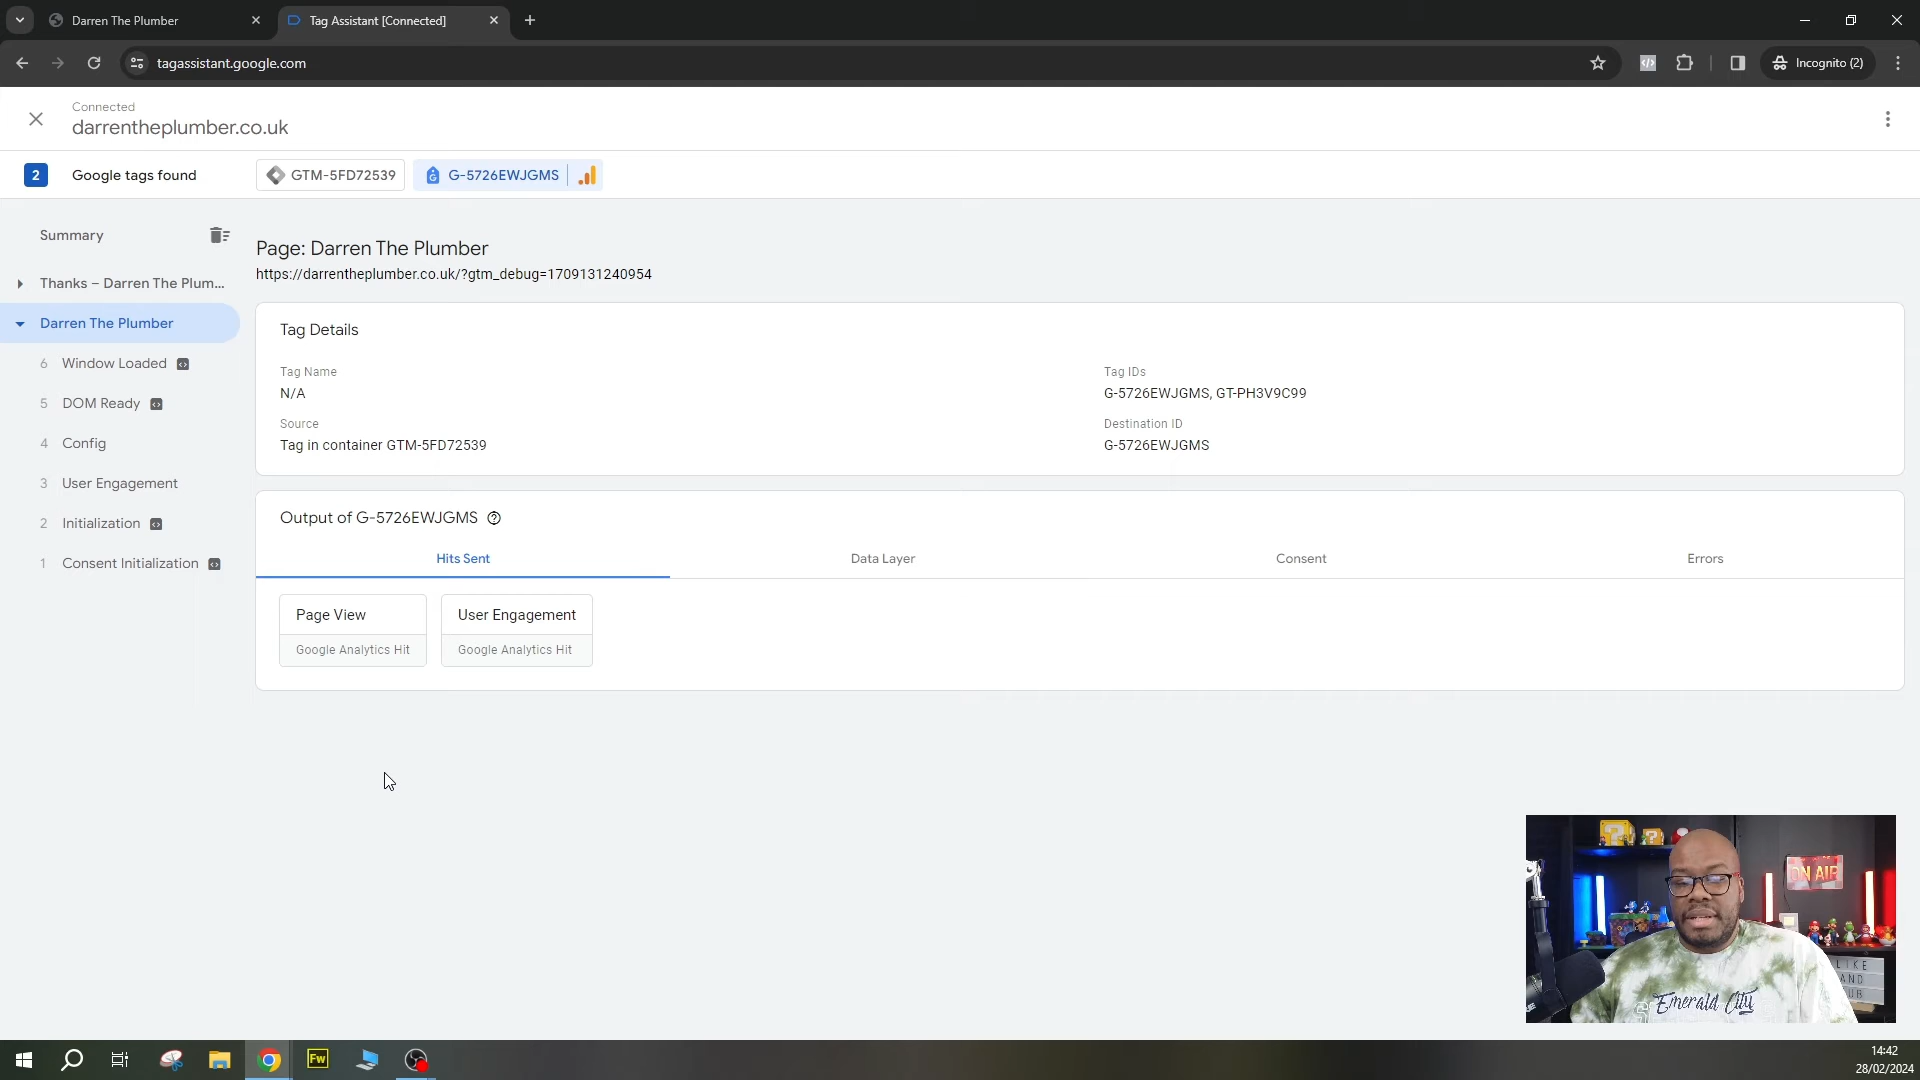 Darren The Plumber
Tag Assistant [Connected]
tagassistant.google.com
Incognito (2)
Connected
darrentheplumber.co.uk
2
Google tags found
GTM-5FD72539
G-5726EWJGMS
Summary
Thanks – Darren The Plum...
Darren The Plumber
6 Window Loaded
5 DOM Ready
4 Config
3 User Engagement
2 Initialization
1 Consent Initialization
Page: Darren The Plumber
https://darrentheplumber.co.uk/?gtm_debug=1709131240954
Tag Details
Tag Name
N/A
Tag IDs
G-5726EWJGMS, GT-PH3V9C99
Source
Tag in container GTM-5FD72539
Destination ID
G-5726EWJGMS
Output of G-5726EWJGMS
Hits Sent
Data Layer
Consent
Errors
Page View
Google Analytics Hit
User Engagement
Google Analytics Hit
ON AIR
LIKE
AND
UB
Emerald City
Fw
14:42
28/02/2024